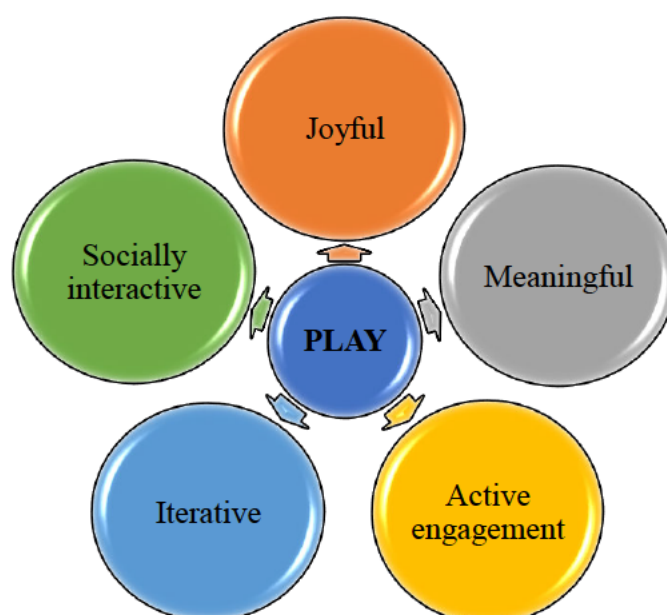 Joyful
Socially
interactive
Meaningful
PLAY
Iterative
Active
engagement